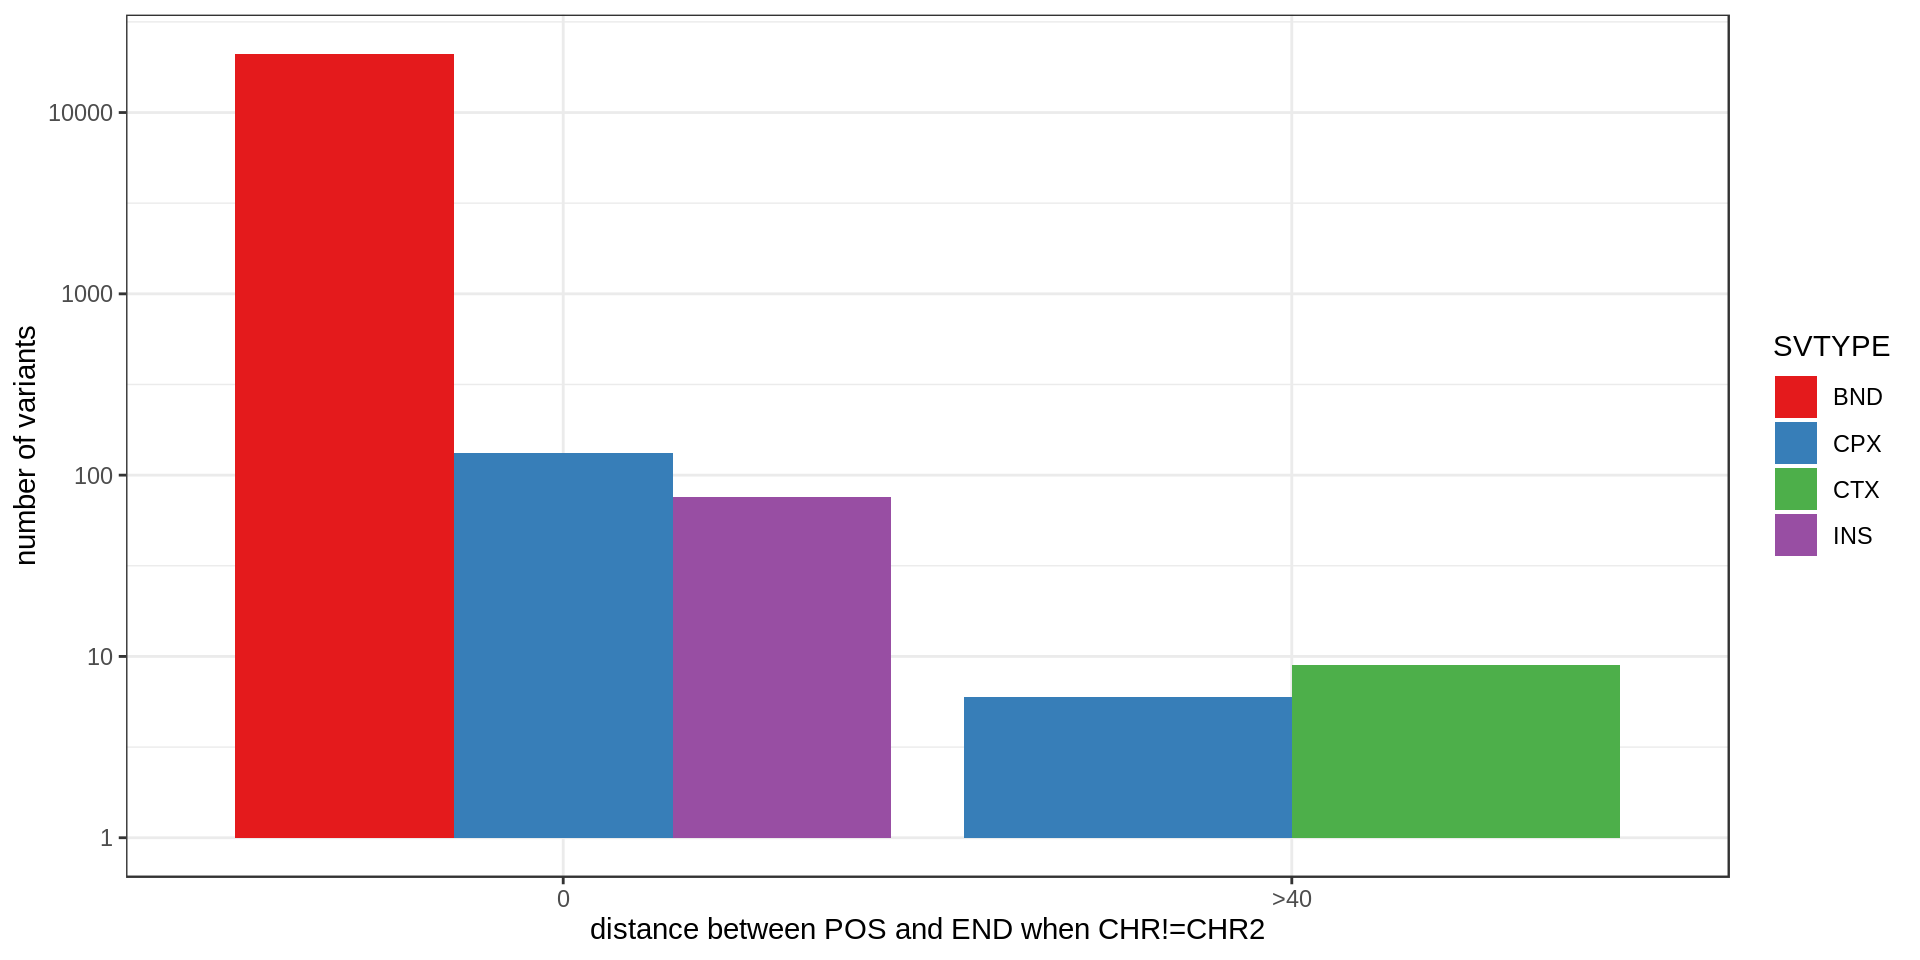 number of variants
10000
1000
100
10
1
0
>40
distance between POS and END when CHR!=CHR2
SVTYPE
BND
CPX
CTX
INS